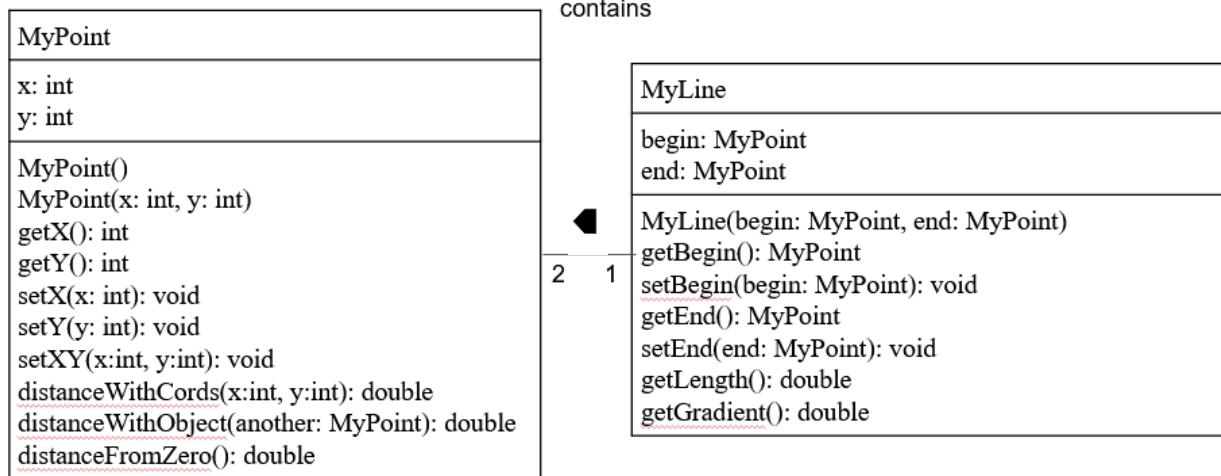 contains
MyPoint
x: int
y: int
MyPoint()
MyPoint(x: int, y: int)
getX(): int
getY(): int
setX(x: int): void
setY(y: int): void
setXY(x:int, y:int): void
distanceWithCords(x:int, y:int): double
distanceWithObject(another: MyPoint): double
distanceFromZero(): double
2 1
MyLine
begin: MyPoint
end: MyPoint
MyLine(begin: MyPoint, end: MyPoint)
getBegin(): MyPoint
setBegin(begin: MyPoint): void
getEnd(): MyPoint
setEnd(end: MyPoint): void
getLength(): double
getGradient(): double